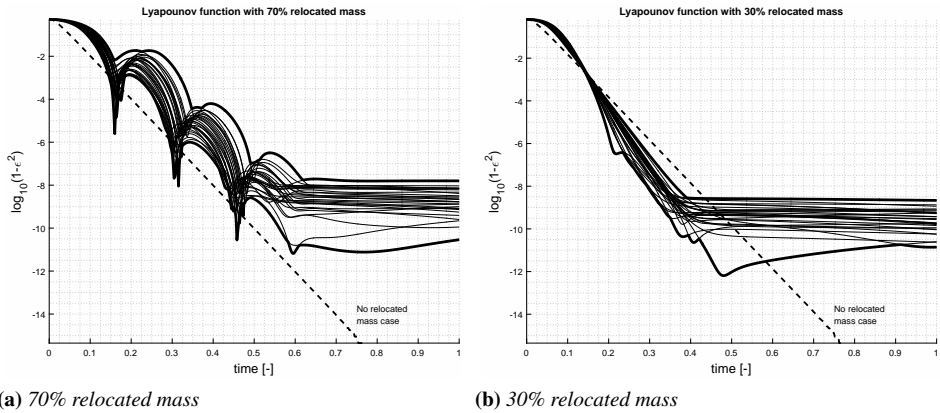 Lyapounov function with 70% relocated mass
log₁₀(1-ϵ²)
-2
-4
-6
-8
-10
-12
-14
No relocated
mass case
0 0.1 0.2 0.3 0.4 0.5 0.6 0.7 0.8 0.9 1
time [-]
(a) 70% relocated mass
Lyapounov function with 30% relocated mass
log₁₀(1-ϵ²)
-2
-4
-6
-8
-10
-12
-14
No relocated
mass case
0 0.1 0.2 0.3 0.4 0.5 0.6 0.7 0.8 0.9 1
time [-]
(b) 30% relocated mass